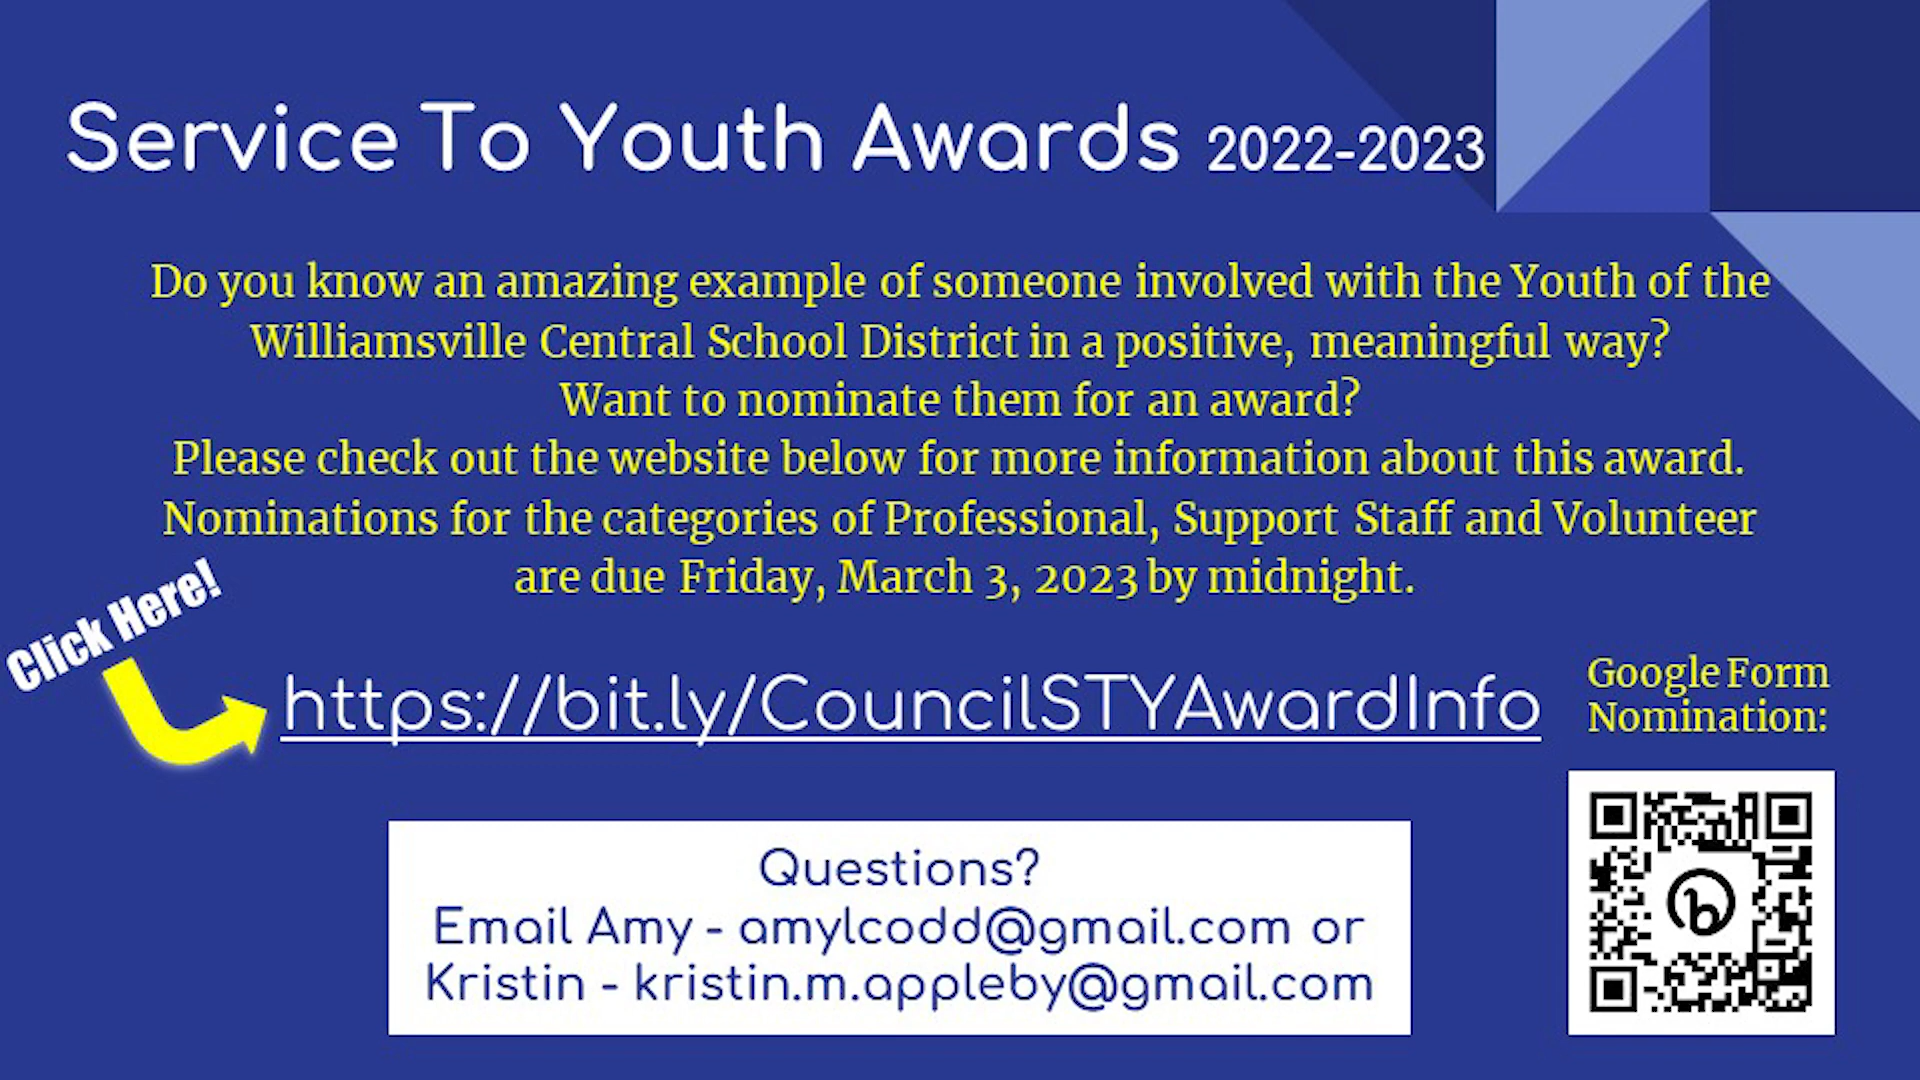 Service To Youth Awards 2022-2023
Do you know an amazing example of someone involved with the Youth of the
Williamsville Central School District in a positive, meaningful way?
Want to nominate them for an award?
Please check out the website below for more information about this award.
Nominations for the categories of Professional, Support Staff and Volunteer
are due Friday, March 3, 2023 by midnight.
Click Here!
https://bit.ly/CouncilSTYAwardInfo
Google Form
Nomination:
Questions?
Email Amy - amylcodd@gmail.com or
Kristin - kristin.m.appleby@gmail.com
b